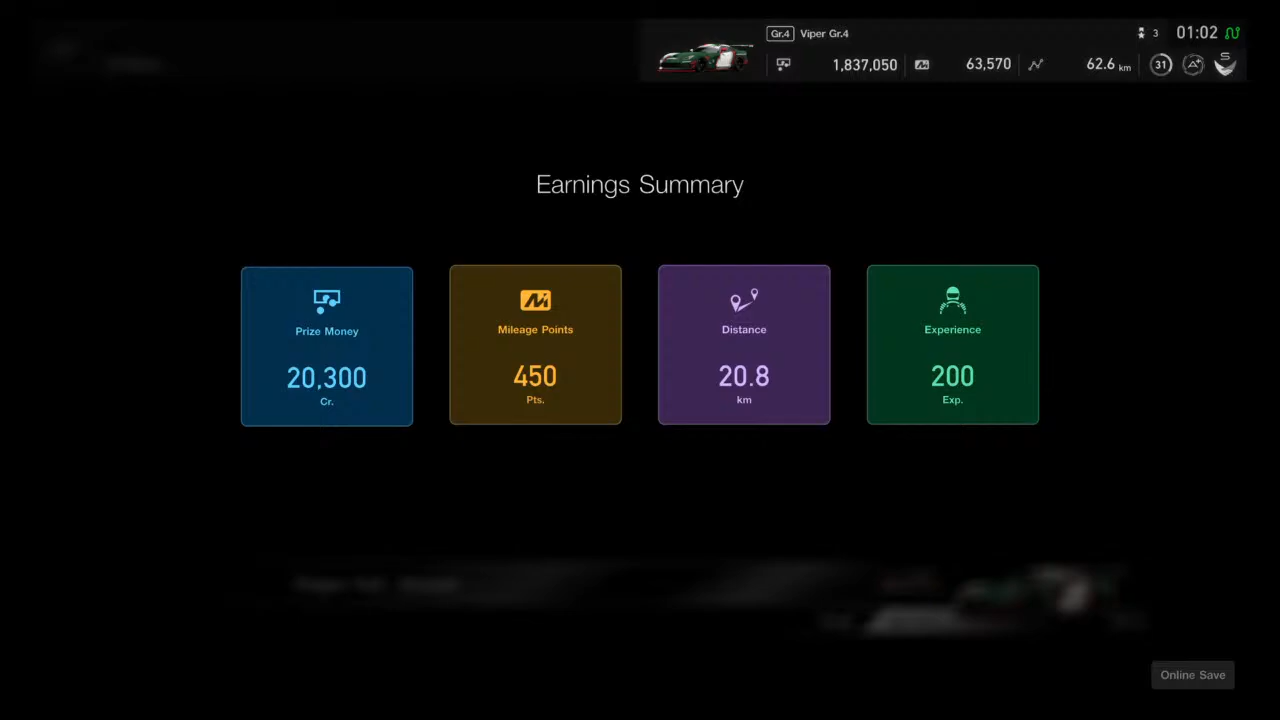 Gr.4 Viper Gr.4 3 01:02
1,837,050 63,570 62.6 km 31 S
Earnings Summary
Prize Money Mileage Points Distance Experience
20,300 450 20.8 200
Cr. Pts. km Exp.
Online Save